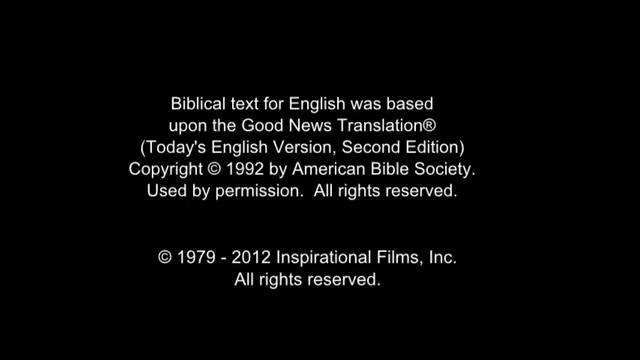 Biblical text for English was based
upon the Good News Translation®
(Today's English Version, Second Edition)
Copyright © 1992 by American Bible Society.
Used by permission.  All rights reserved.
© 1979 - 2012 Inspirational Films, Inc.
All rights reserved.